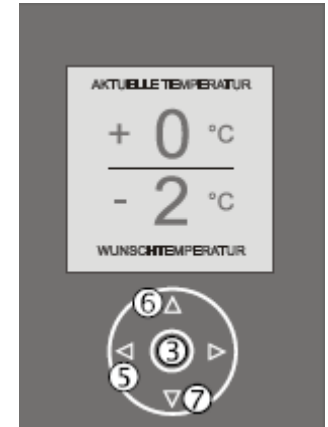 AKTUELLE TEMPERATUR
+ 0 °C
- 2 °C
WUNSCHTEMPERATUR
6
3
5
7